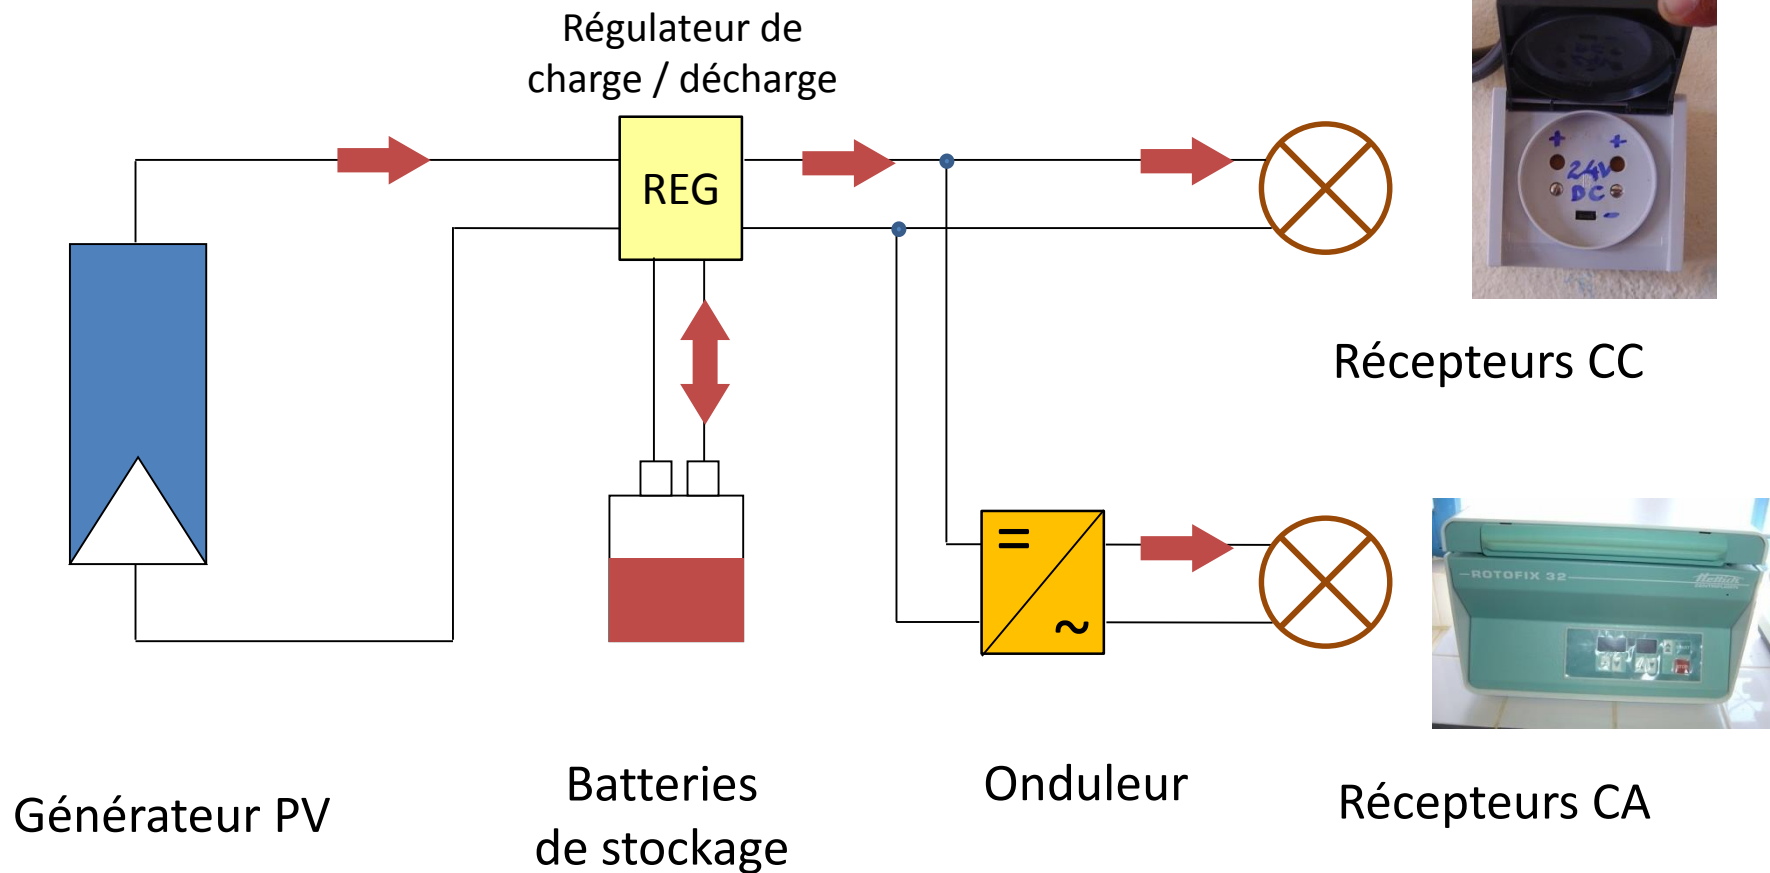 Régulateur de
charge / décharge
REG
+ +
24V
DC
-
Récepteurs CC
=
~
ROTOFIX 32
Hettich
Générateur PV
Batteries
de stockage
Onduleur
Récepteurs CA